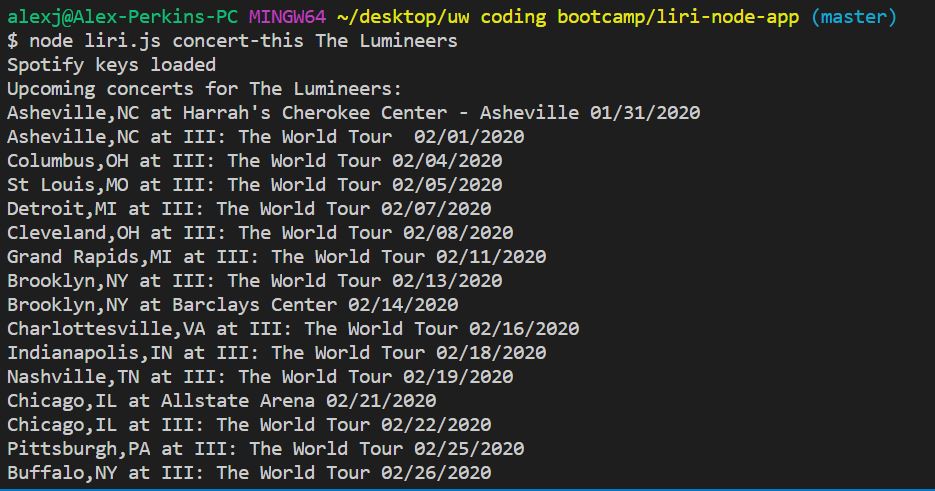 alexj@Alex-Perkins-PC MINGW64 ~/desktop/uw coding bootcamp/liri-node-app (master)
$ node liri.js concert-this The Lumineers
Spotify keys loaded
Upcoming concerts for The Lumineers:
Asheville,NC at Harrah's Cherokee Center - Asheville 01/31/2020
Asheville,NC at III: The World Tour  02/01/2020
Columbus,OH at III: The World Tour 02/04/2020
St Louis,MO at III: The World Tour 02/05/2020
Detroit,MI at III: The World Tour 02/07/2020
Cleveland,OH at III: The World Tour 02/08/2020
Grand Rapids,MI at III: The World Tour 02/11/2020
Brooklyn,NY at III: The World Tour 02/13/2020
Brooklyn,NY at Barclays Center 02/14/2020
Charlottesville,VA at III: The World Tour 02/16/2020
Indianapolis,IN at III: The World Tour 02/18/2020
Nashville,TN at III: The World Tour 02/19/2020
Chicago,IL at Allstate Arena 02/21/2020
Chicago,IL at III: The World Tour 02/22/2020
Pittsburgh,PA at III: The World Tour 02/25/2020
Buffalo,NY at III: The World Tour 02/26/2020